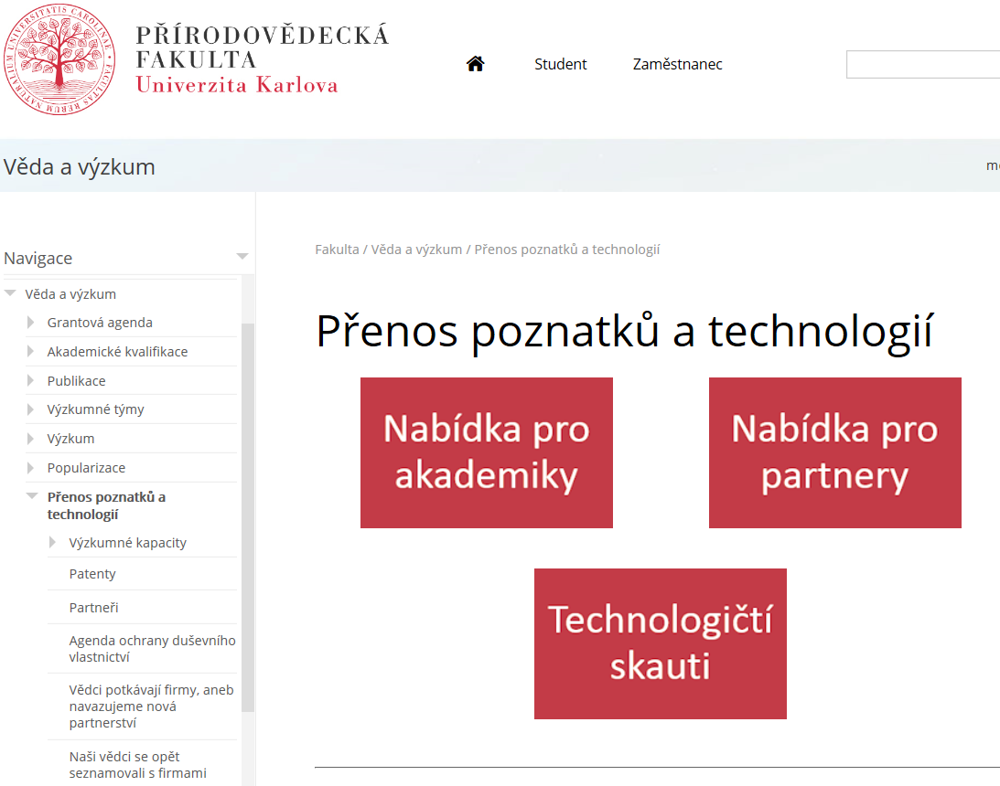 UNIVERSITATIS CAROLINAE • FACULTAS RERUM NATURALIUM
PŘÍRODOVĚDECKÁ
FAKULTA
Univerzita Karlova
Student
Zaměstnanec
Věda a výzkum
Navigace
Věda a výzkum
Grantová agenda
Akademické kvalifikace
Publikace
Výzkumné týmy
Výzkum
Popularizace
Přenos poznatků a
technologií
Výzkumné kapacity
Patenty
Partneři
Agenda ochrany duševního
vlastnictví
Vědci potkávají firmy, aneb
navazujeme nová
partnerství
Naši vědci se opět
seznamovali s firmami
Fakulta / Věda a výzkum / Přenos poznatků a technologií
Přenos poznatků a technologií
Nabídka pro
akademiky
Nabídka pro
partnery
Technologičtí
skauti